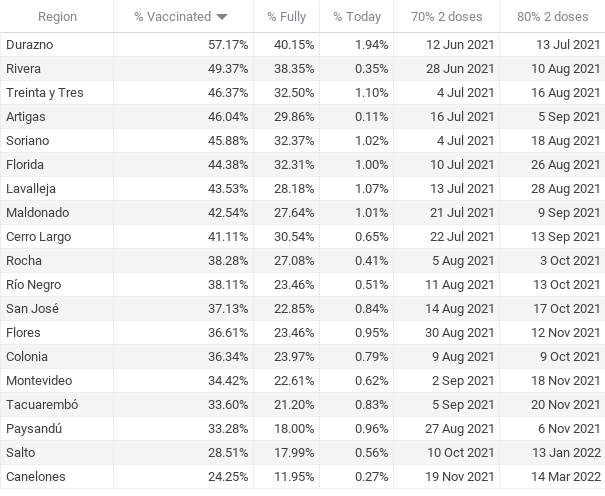 Region % Vaccinated % Fully % Today 70% 2 doses 80% 2 doses
Durazno 57.17% 40.15% 1.94% 12 Jun 2021 13 Jul 2021
Rivera 49.37% 38.35% 0.35% 28 Jun 2021 10 Aug 2021
Treinta y Tres 46.37% 32.50% 1.10% 4 Jul 2021 16 Aug 2021
Artigas 46.04% 29.86% 0.11% 16 Jul 2021 5 Sep 2021
Soriano 45.88% 32.37% 1.02% 4 Jul 2021 18 Aug 2021
Florida 44.38% 32.31% 1.00% 10 Jul 2021 26 Aug 2021
Lavalleja 43.53% 28.18% 1.07% 13 Jul 2021 28 Aug 2021
Maldonado 42.54% 27.64% 1.01% 21 Jul 2021 9 Sep 2021
Cerro Largo 41.11% 30.54% 0.65% 22 Jul 2021 13 Sep 2021
Rocha 38.28% 27.08% 0.41% 5 Aug 2021 3 Oct 2021
Río Negro 38.11% 23.46% 0.51% 11 Aug 2021 13 Oct 2021
San José 37.13% 22.85% 0.84% 14 Aug 2021 17 Oct 2021
Flores 36.61% 23.46% 0.95% 30 Aug 2021 12 Nov 2021
Colonia 36.34% 23.97% 0.79% 9 Aug 2021 9 Oct 2021
Montevideo 34.42% 22.61% 0.62% 2 Sep 2021 18 Nov 2021
Tacuarembó 33.60% 21.20% 0.83% 5 Sep 2021 20 Nov 2021
Paysandú 33.28% 18.00% 0.96% 27 Aug 2021 6 Nov 2021
Salto 28.51% 17.99% 0.56% 10 Oct 2021 13 Jan 2022
Canelones 24.25% 11.95% 0.27% 19 Nov 2021 14 Mar 2022